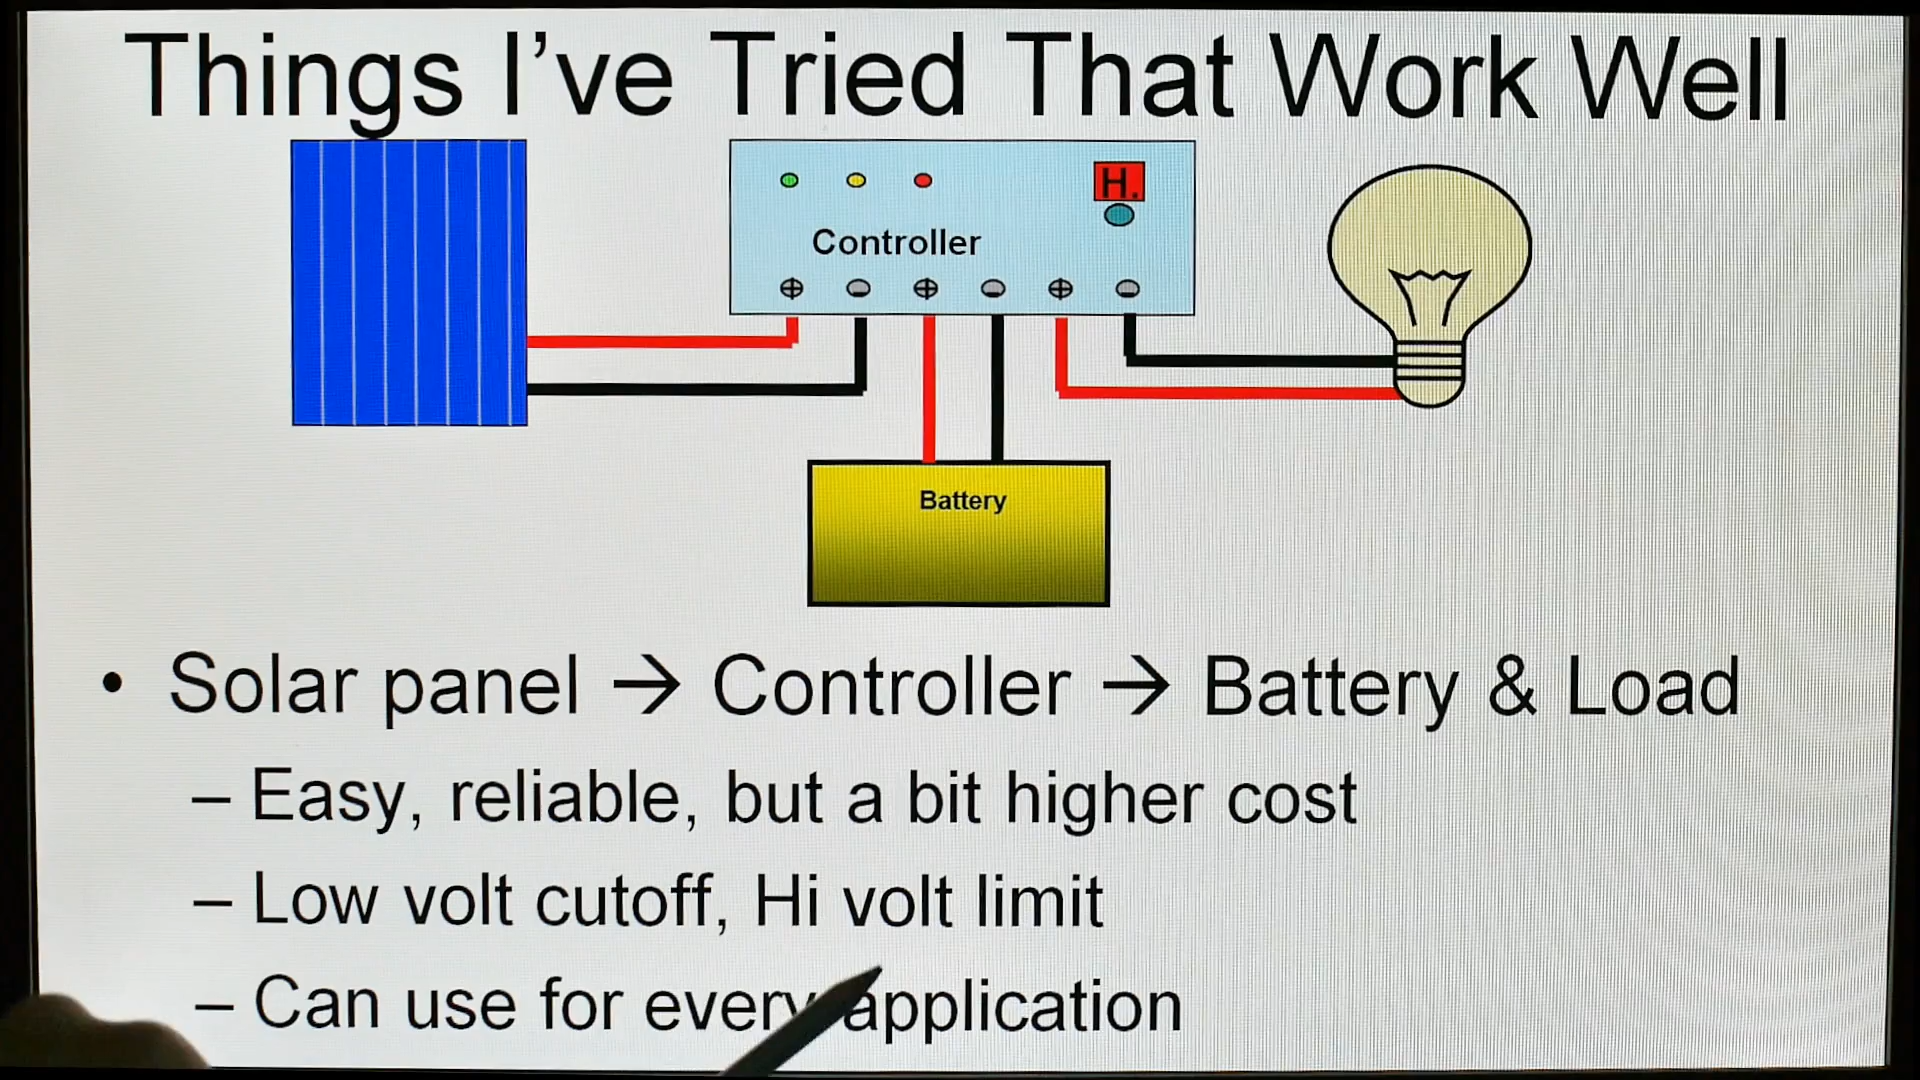 Things I've Tried That Work Well
H.
Controller
Battery
• Solar panel → Controller → Battery & Load
– Easy, reliable, but a bit higher cost
– Low volt cutoff, Hi volt limit
– Can use for every application